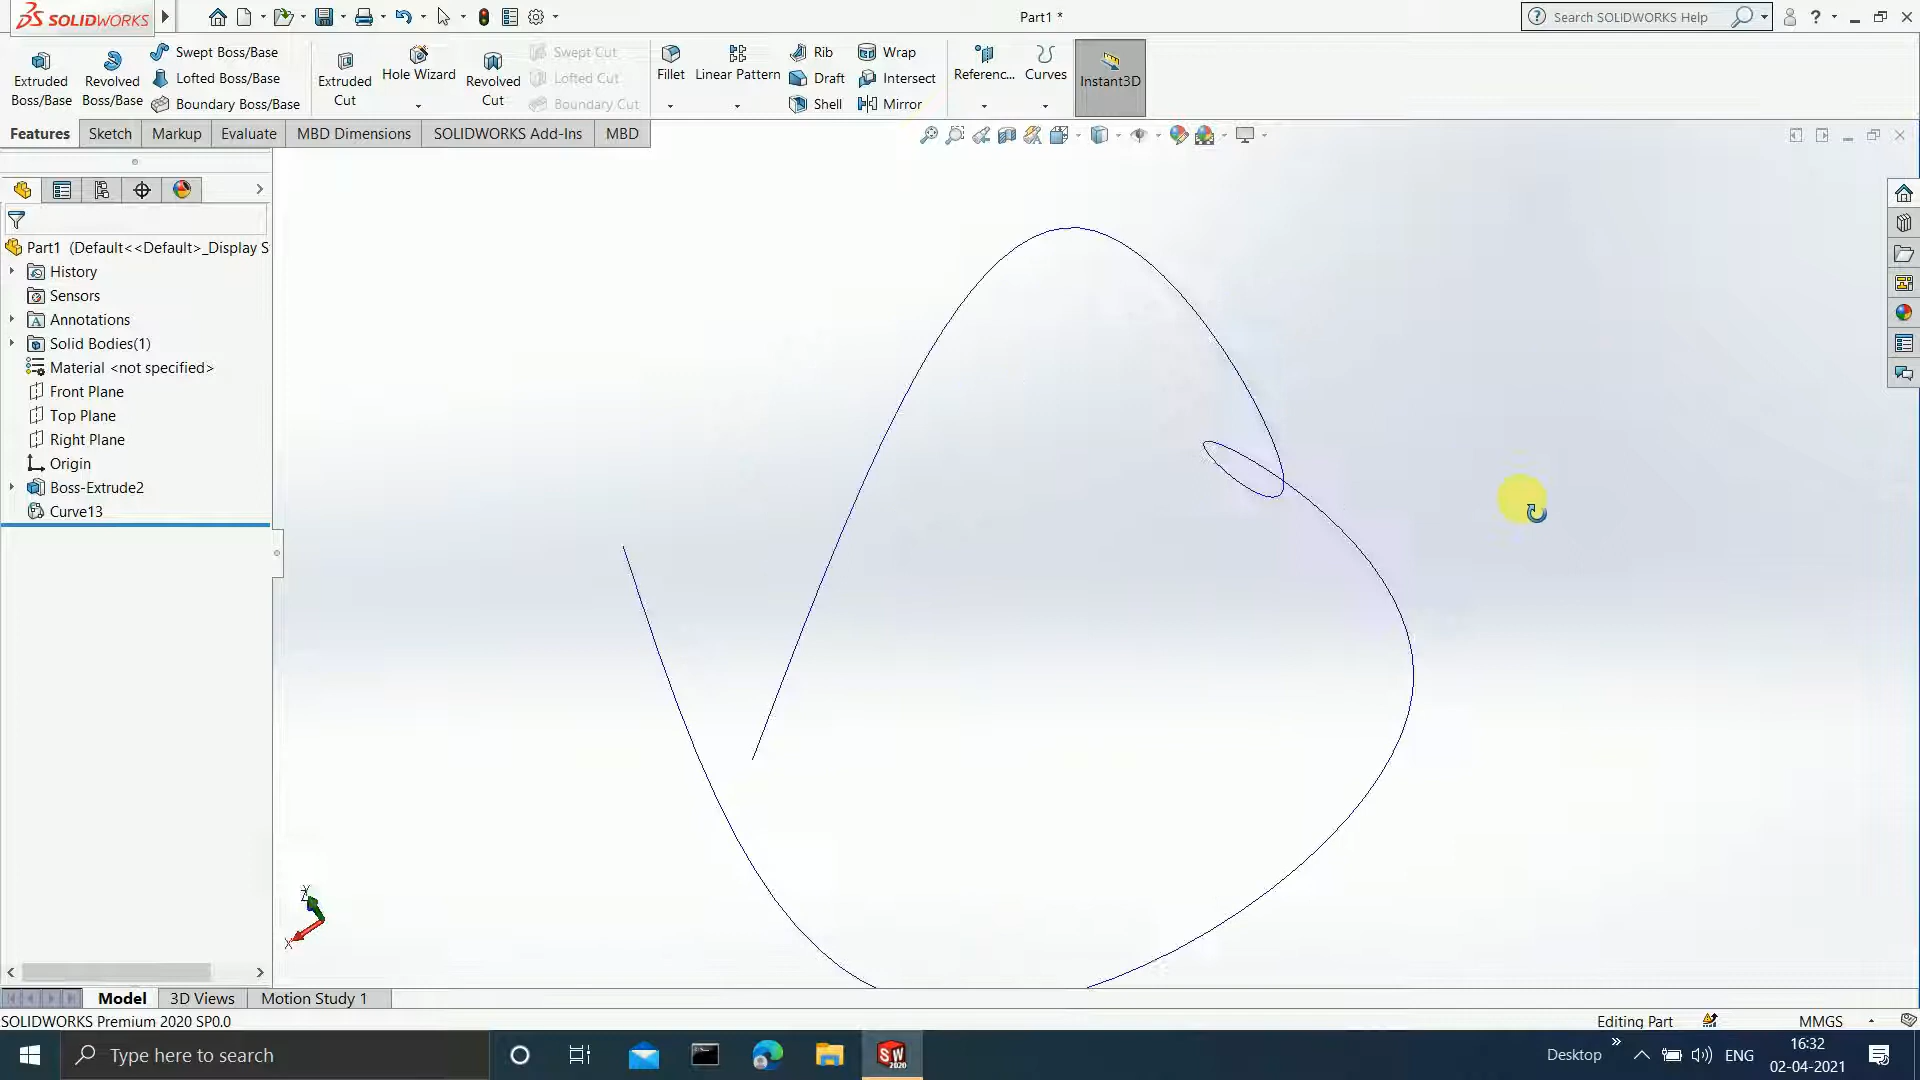 SOLIDWORKS
Part1 *
Search SOLIDWORKS Help
Extruded Boss/Base
Revolved Boss/Base
Swept Boss/Base
Lofted Boss/Base
Boundary Boss/Base
Extruded Cut
Hole Wizard
Revolved Cut
Swept Cut
Lofted Cut
Boundary Cut
Fillet
Linear Pattern
Rib
Draft
Shell
Wrap
Intersect
Mirror
Referenc...
Curves
Instant3D
Features
Sketch
Markup
Evaluate
MBD Dimensions
SOLIDWORKS Add-Ins
MBD
Part1 (Default<<Default>_Display S
History
Sensors
Annotations
Solid Bodies(1)
Material <not specified>
Front Plane
Top Plane
Right Plane
Origin
Boss-Extrude2
Curve13
X
Model
3D Views
Motion Study 1
SOLIDWORKS Premium 2020 SP0.0
Editing Part
MMGS
Type here to search
SW
2020
Desktop
ENG
16:32
02-04-2021